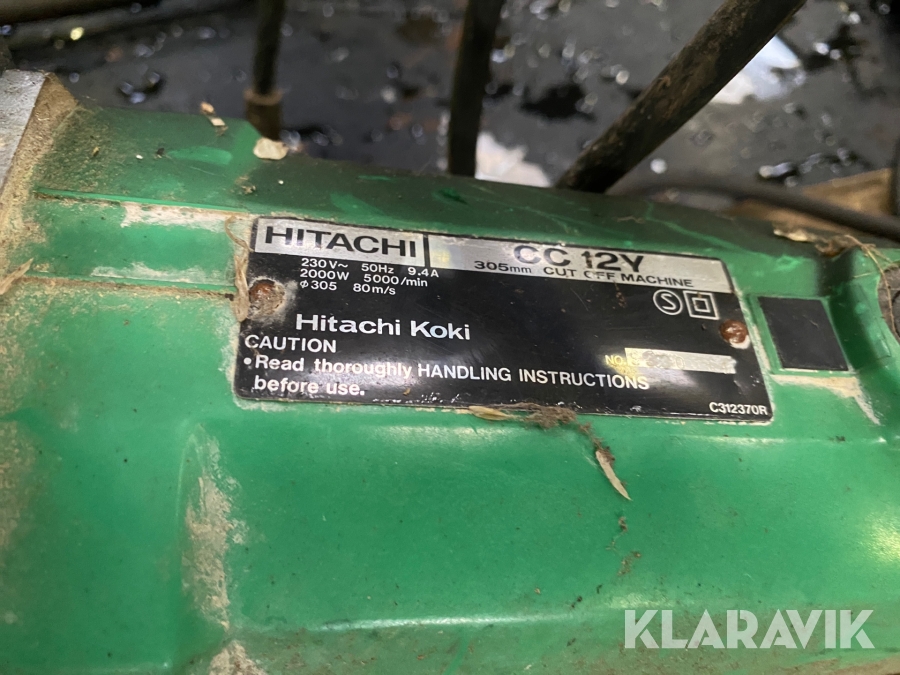 HITACHI
CC 12Y
305mm CUT OFF MACHINE
230V~ 50Hz 9.4A
2000W 5000/min
φ305 80m/s
S
Hitachi Koki
CAUTION
NO.
•Read thoroughly HANDLING INSTRUCTIONS
before use.
C312370R
KLARAVIK